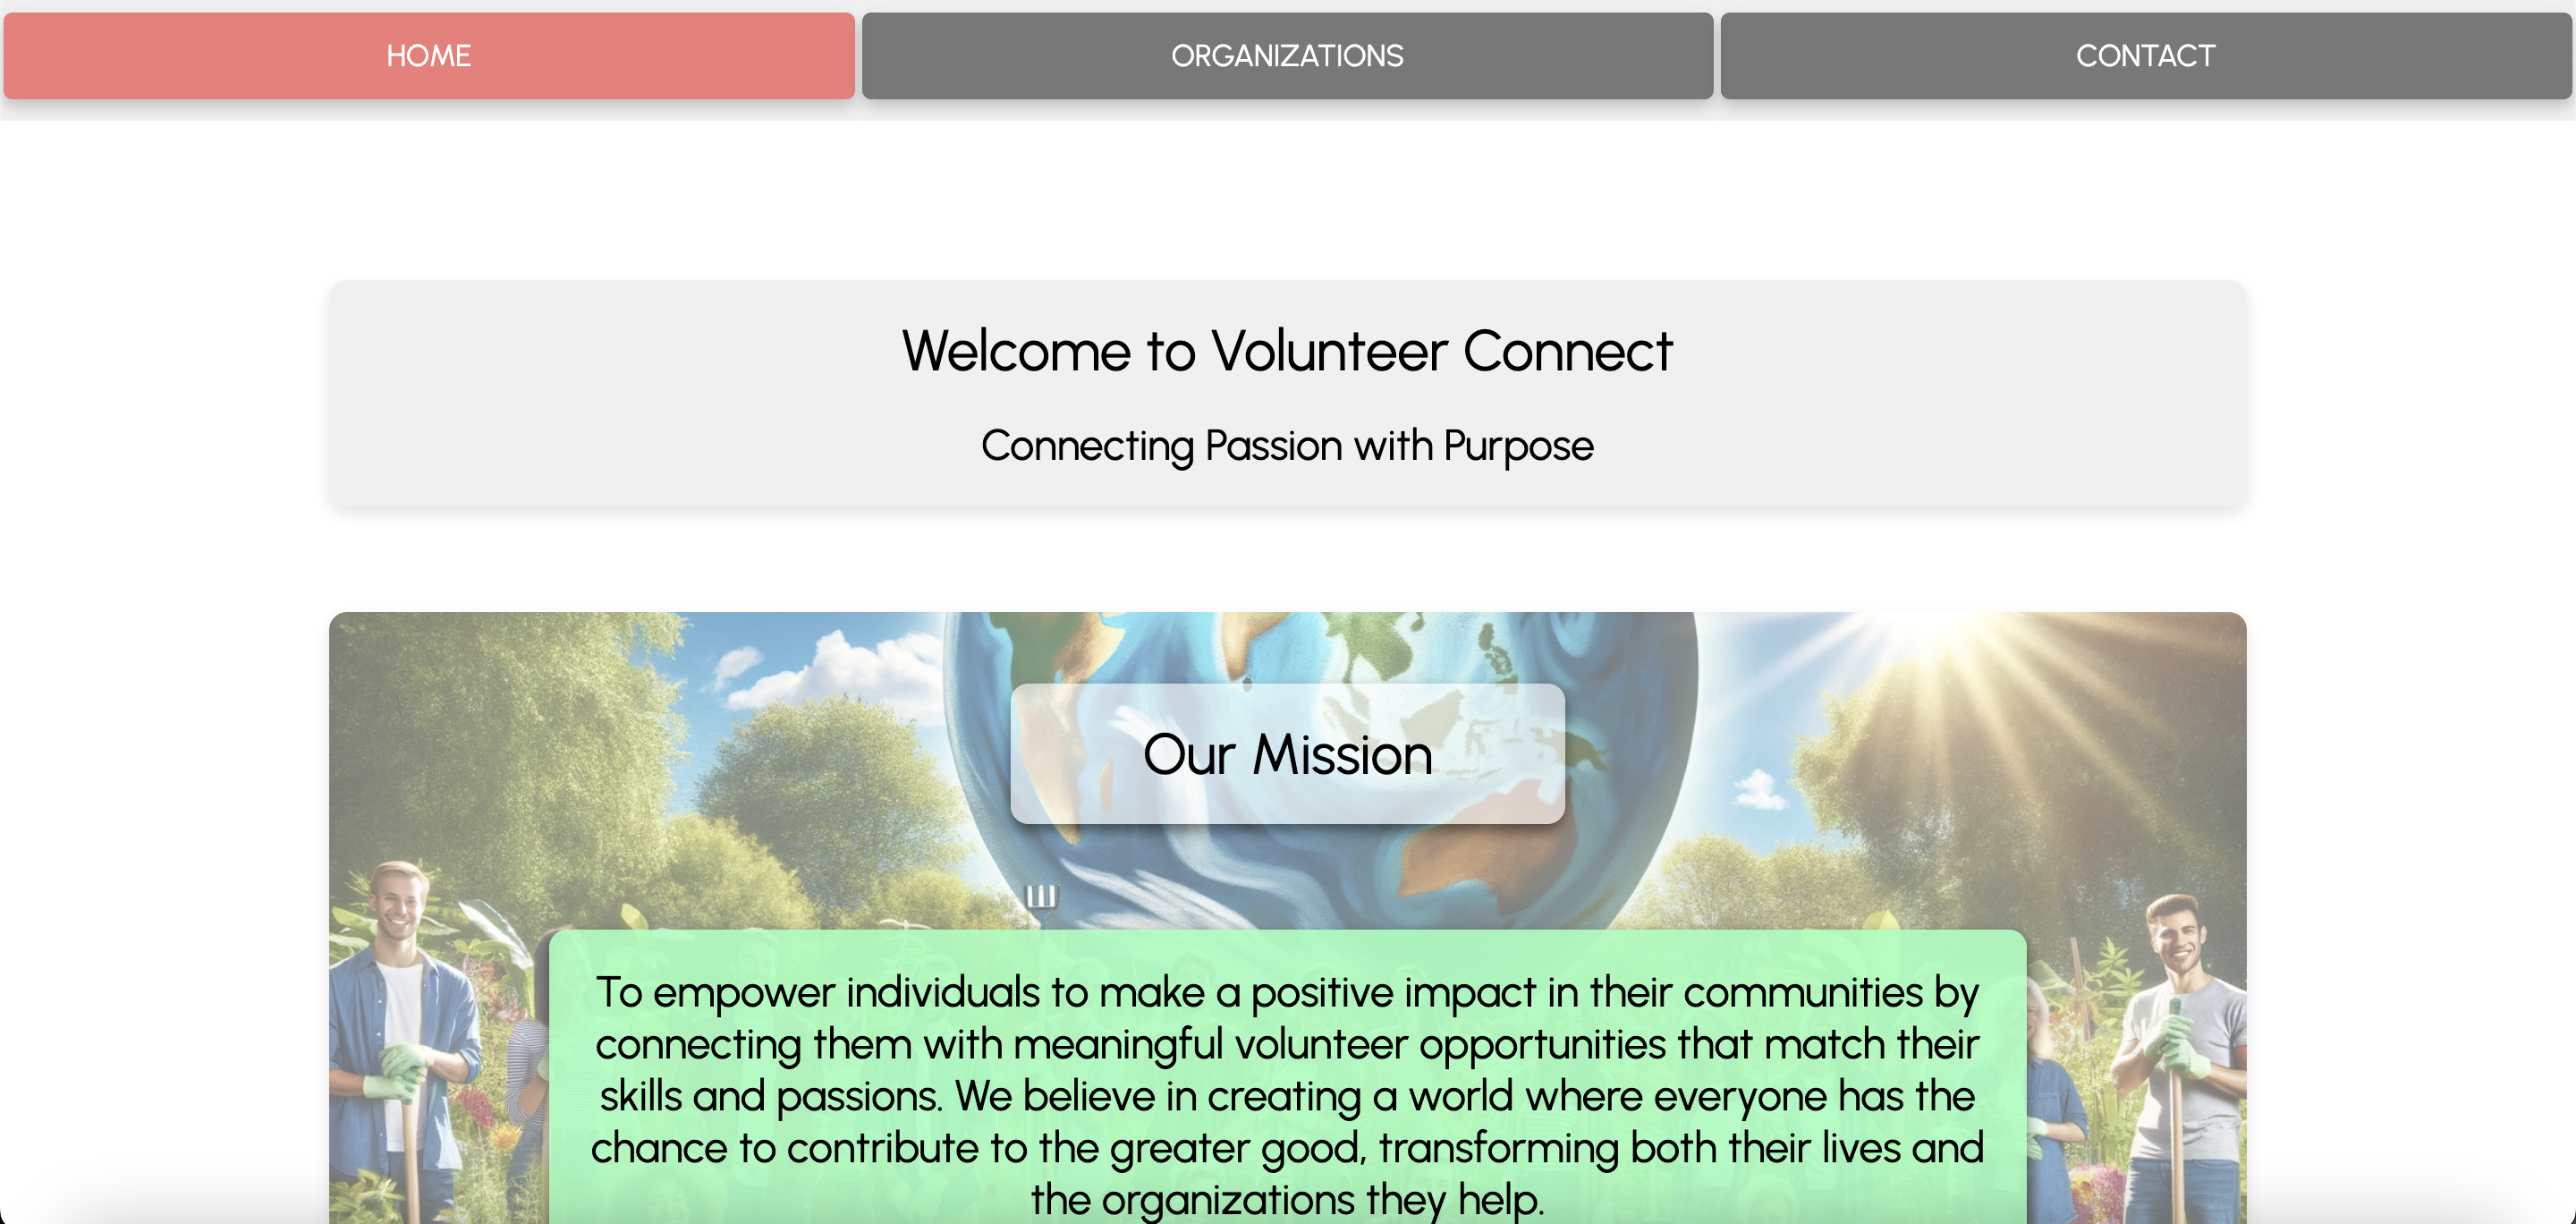 HOME
ORGANIZATIONS
CONTACT
Welcome to Volunteer Connect
Connecting Passion with Purpose
Our Mission
To empower individuals to make a positive impact in their communities by
connecting them with meaningful volunteer opportunities that match their
skills and passions. We believe in creating a world where everyone has the
chance to contribute to the greater good, transforming both their lives and
the organizations they help.